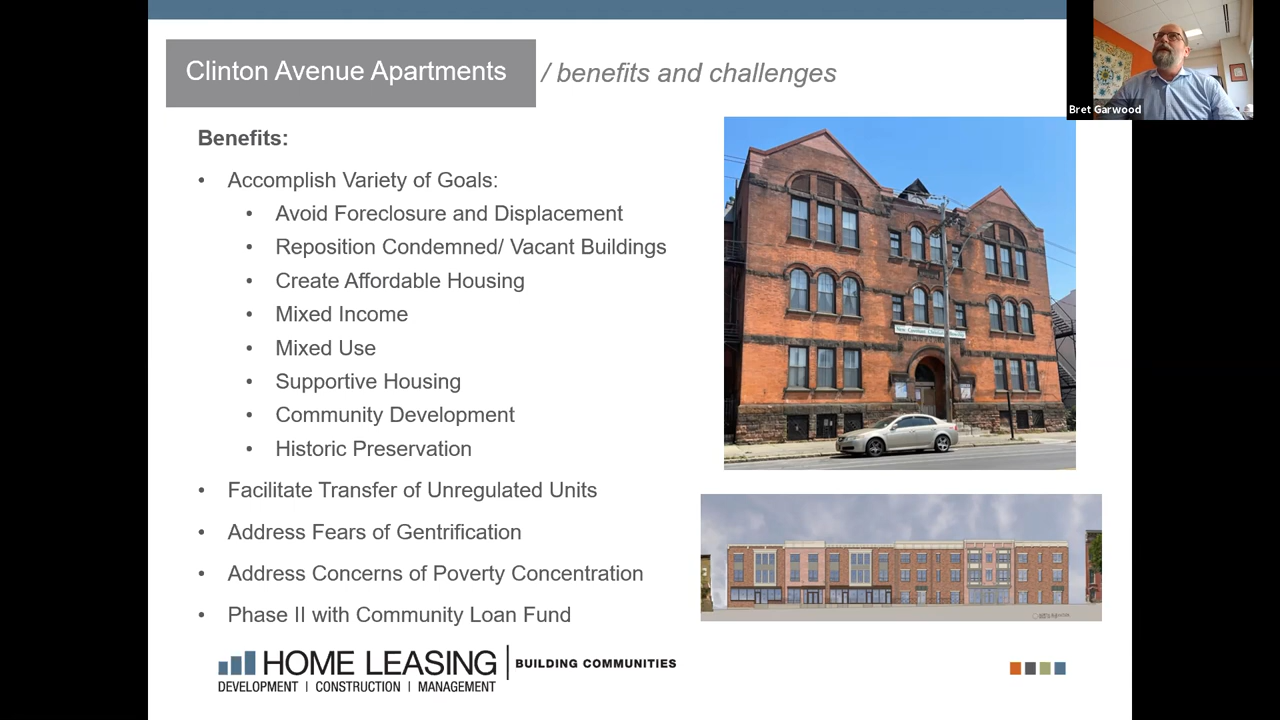 Clinton Avenue Apartments / benefits and challenges
Bret Garwood
Benefits:
• Accomplish Variety of Goals:
• Avoid Foreclosure and Displacement
• Reposition Condemned/ Vacant Buildings
• Create Affordable Housing
• Mixed Income
• Mixed Use
• Supportive Housing
• Community Development
• Historic Preservation
• Facilitate Transfer of Unregulated Units
• Address Fears of Gentrification
• Address Concerns of Poverty Concentration
• Phase II with Community Loan Fund
HOME LEASING | BUILDING COMMUNITIES
DEVELOPMENT | CONSTRUCTION | MANAGEMENT